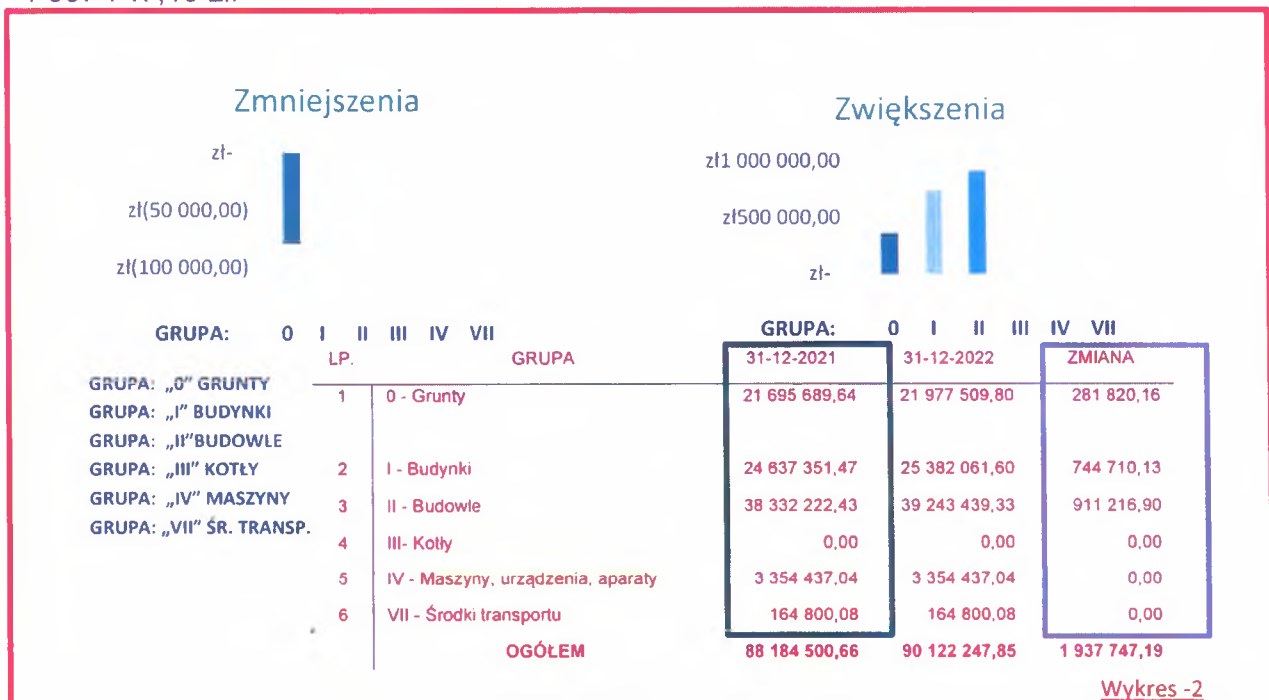 Zmniejszenia
zł-
zł(50 000,00)
zł(100 000,00)
GRUPA: 0 I II III IV VII
Zwiększenia
zł1 000 000,00
zł500 000,00
zł-
GRUPA: 0 I II III IV VII
GRUPA: „0” GRUNTY
GRUPA: „I” BUDYNKI
GRUPA: „II”BUDOWLE
GRUPA: „III” KOTŁY
GRUPA: „IV” MASZYNY
GRUPA: „VII” ŚR. TRANSP.
LP. GRUPA 31-12-2021 31-12-2022 ZMIANA
1 0 - Grunty 21 695 689,64 21 977 509,80 281 820,16
2 I - Budynki 24 637 351,47 25 382 061,60 744 710,13
3 II - Budowle 38 332 222,43 39 243 439,33 911 216,90
4 III- Kotły 0,00 0,00 0,00
5 IV - Maszyny, urządzenia, aparaty 3 354 437,04 3 354 437,04 0,00
6 VII - Środki transportu 164 800,08 164 800,08 0,00
OGÓŁEM 88 184 500,66 90 122 247,85 1 937 747,19
Wykres -2